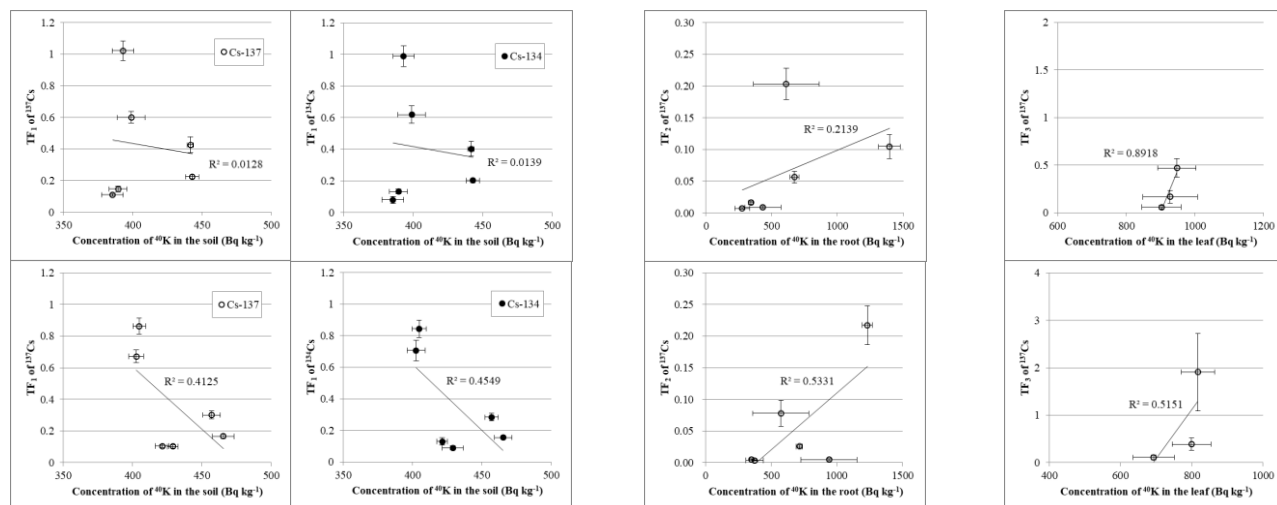 1.2
1
0.8
0.6
0.4
0.2
0
TF₁ of ¹³⁷Cs
Cs-137
R² = 0.0128
350 400 450 500
Concentration of ⁴⁰K in the soil (Bq kg⁻¹)
1.2
1
0.8
0.6
0.4
0.2
0
TF₁ of ¹³⁴Cs
Cs-134
R² = 0.0139
350 400 450 500
Concentration of ⁴⁰K in the soil (Bq kg⁻¹)
0.30
0.25
0.20
0.15
0.10
0.05
0.00
TF₂ of ¹³⁷Cs
R² = 0.2139
0 500 1000 1500
Concentration of ⁴⁰K in the root (Bq kg⁻¹)
2
2
1
1
0
TF₃ of ¹³⁷Cs
R² = 0.8918
600 800 1000 1200
Concentration of ⁴⁰K in the leaf (Bq kg⁻¹)
1.2
1
0.8
0.6
0.4
0.2
0
TF₁ of ¹³⁷Cs
Cs-137
R² = 0.4125
350 400 450 500
Concentration of ⁴⁰K in the soil (Bq kg⁻¹)
1.2
1
0.8
0.6
0.4
0.2
0
TF₁ of ¹³⁴Cs
Cs-134
R² = 0.4549
350 400 450 500
Concentration of ⁴⁰K in the soil (Bq kg⁻¹)
0.30
0.25
0.20
0.15
0.10
0.05
0.00
TF₂ of ¹³⁷Cs
R² = 0.5331
0 500 1000 1500
Concentration of ⁴⁰K in the root (Bq kg⁻¹)
4
3
2
1
0
TF₃ of ¹³⁷Cs
R² = 0.5151
400 600 800 1000
Concentration of ⁴⁰K in the leaf (Bq kg⁻¹)